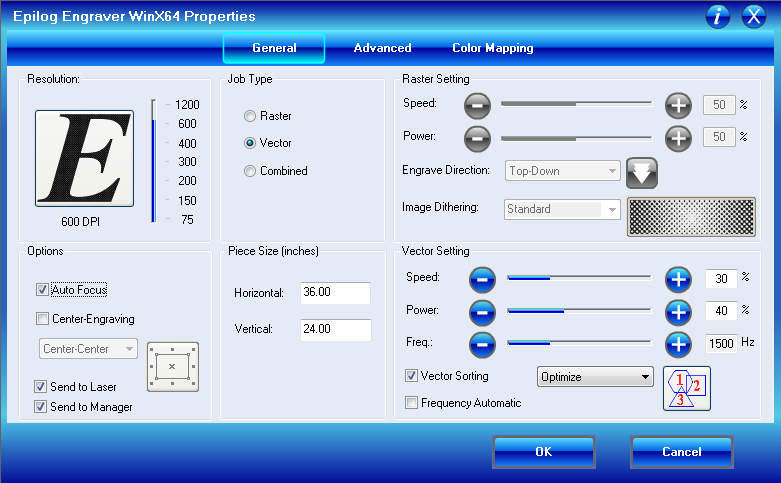 Epilog Engraver WinX64 Properties
i X
General Advanced Color Mapping
Resolution:
E
600 DPI
1200
600
400
300
200
150
75
Job Type
Raster
Vector
Combined
Raster Setting
Speed: 50 %
Power: 50 %
Engrave Direction: Top-Down
Image Dithering: Standard
Options
Auto Focus
Center-Engraving
Center-Center
Send to Laser
Send to Manager
Piece Size (inches)
Horizontal: 36.00
Vertical: 24.00
Vector Setting
Speed: 30 %
Power: 40 %
Freq.: 1500 Hz
Vector Sorting Optimize
1 2
3
Frequency Automatic
OK Cancel